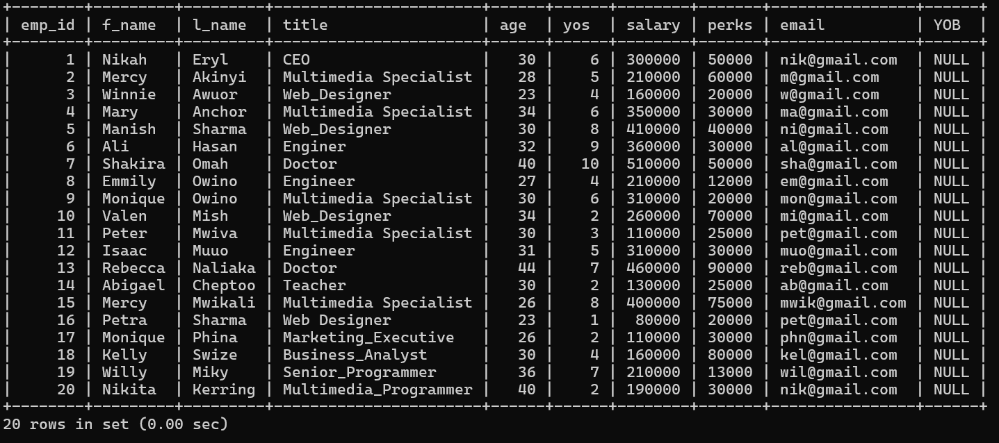 +--------+---------+---------+-----------------------+------+------+--------+-------+----------------+------+
| emp_id | f_name  | l_name  | title                 | age  | yos  | salary | perks | email          | YOB  |
+--------+---------+---------+-----------------------+------+------+--------+-------+----------------+------+
|      1 | Nikah   | Eryl    | CEO                   |   30 |    6 | 300000 | 50000 | nik@gmail.com  | NULL |
|      2 | Mercy   | Akinyi  | Multimedia Specialist |   28 |    5 | 210000 | 60000 | m@gmail.com    | NULL |
|      3 | Winnie  | Awuor   | Web_Designer          |   23 |    4 | 160000 | 20000 | w@gmail.com    | NULL |
|      4 | Mary    | Anchor  | Multimedia Specialist |   34 |    6 | 350000 | 30000 | ma@gmail.com   | NULL |
|      5 | Manish  | Sharma  | Web_Designer          |   30 |    8 | 410000 | 40000 | ni@gmail.com   | NULL |
|      6 | Ali     | Hasan   | Enginer               |   32 |    9 | 360000 | 30000 | al@gmail.com   | NULL |
|      7 | Shakira | Omah    | Doctor                |   40 |   10 | 510000 | 50000 | sha@gmail.com  | NULL |
|      8 | Emmily  | Owino   | Engineer              |   27 |    4 | 210000 | 12000 | em@gmail.com   | NULL |
|      9 | Monique | Owino   | Multimedia Specialist |   30 |    6 | 310000 | 20000 | mon@gmail.com  | NULL |
|     10 | Valen   | Mish    | Web_Designer          |   34 |    2 | 260000 | 70000 | mi@gmail.com   | NULL |
|     11 | Peter   | Mwiva   | Multimedia Specialist |   30 |    3 | 110000 | 25000 | pet@gmail.com  | NULL |
|     12 | Isaac   | Muuo    | Engineer              |   31 |    5 | 310000 | 30000 | muo@gmail.com  | NULL |
|     13 | Rebecca | Naliaka | Doctor                |   44 |    7 | 460000 | 90000 | reb@gmail.com  | NULL |
|     14 | Abigael | Cheptoo | Teacher               |   30 |    2 | 130000 | 25000 | ab@gmail.com   | NULL |
|     15 | Mercy   | Mwikali | Multimedia Specialist |   26 |    8 | 400000 | 75000 | mwik@gmail.com | NULL |
|     16 | Petra   | Sharma  | Web Designer          |   23 |    1 |  80000 | 20000 | pet@gmail.com  | NULL |
|     17 | Monique | Phina   | Marketing_Executive   |   26 |    2 | 110000 | 30000 | phn@gmail.com  | NULL |
|     18 | Kelly   | Swize   | Business_Analyst      |   30 |    4 | 160000 | 80000 | kel@gmail.com  | NULL |
|     19 | Willy   | Miky    | Senior_Programmer     |   36 |    7 | 210000 | 13000 | wil@gmail.com  | NULL |
|     20 | Nikita  | Kerring | Multimedia_Programmer |   40 |    2 | 190000 | 30000 | nik@gmail.com  | NULL |
+--------+---------+---------+-----------------------+------+------+--------+-------+----------------+------+
20 rows in set (0.00 sec)